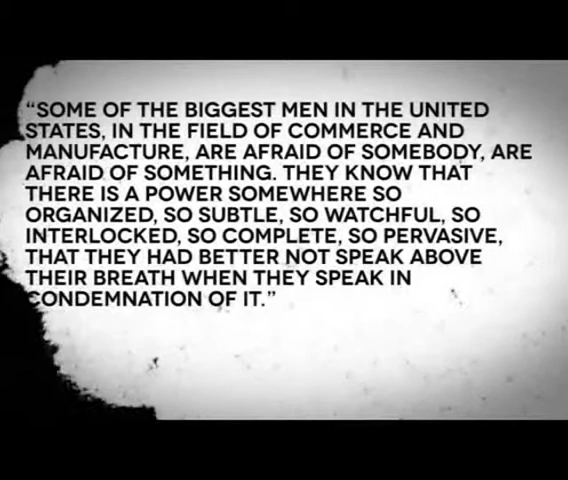 “SOME OF THE BIGGEST MEN IN THE UNITED
STATES, IN THE FIELD OF COMMERCE AND
MANUFACTURE, ARE AFRAID OF SOMEBODY, ARE
AFRAID OF SOMETHING. THEY KNOW THAT
THERE IS A POWER SOMEWHERE SO
ORGANIZED, SO SUBTLE, SO WATCHFUL, SO
INTERLOCKED, SO COMPLETE, SO PERVASIVE,
THAT THEY HAD BETTER NOT SPEAK ABOVE
THEIR BREATH WHEN THEY SPEAK IN
CONDEMNATION OF IT.”